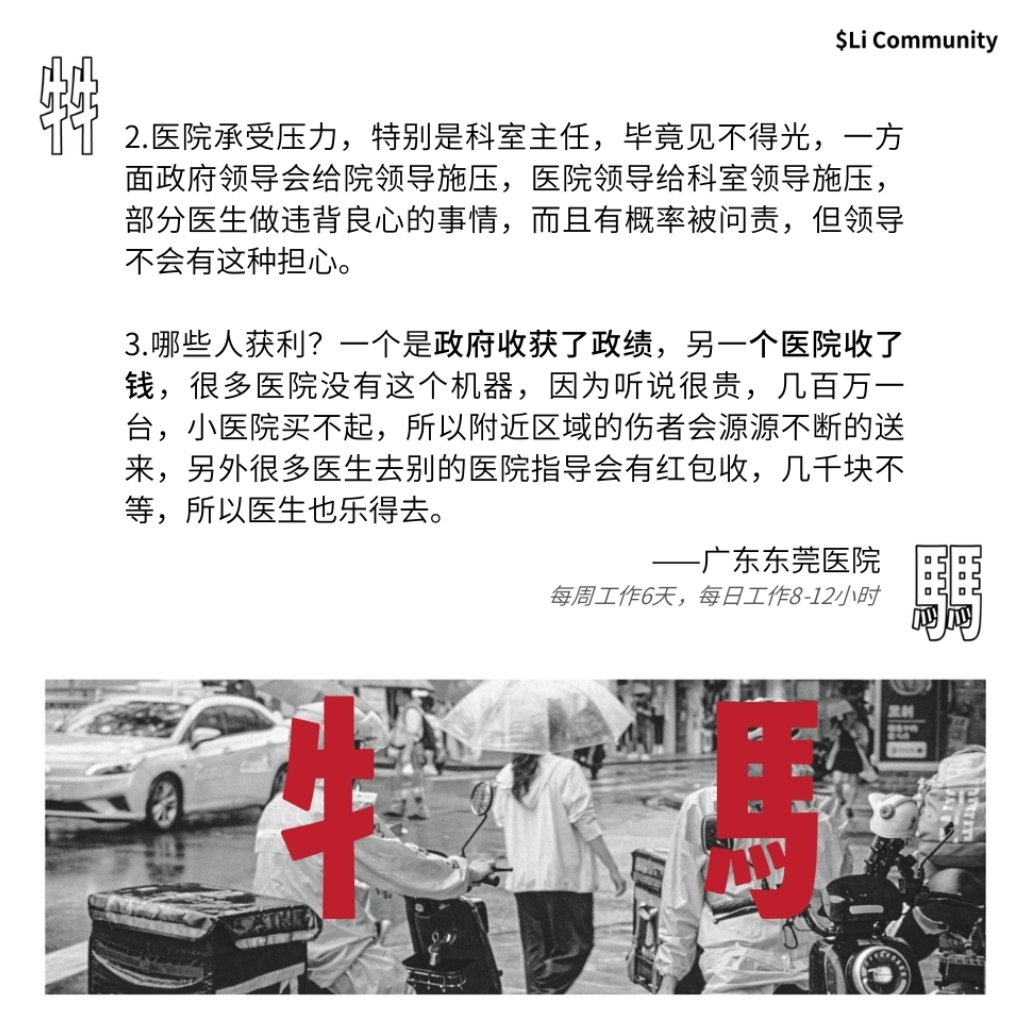 $Li Community
牜牜
2.医院承受压力，特别是科室主任，毕竟见不得光，一方
面政府领导会给院领导施压，医院领导给科室领导施压，
部分医生做违背良心的事情，而且有概率被问责，但领导
不会有这种担心。
3.哪些人获利？一个是政府收获了政绩，另一个医院收了
钱，很多医院没有这个机器，因为听说很贵，几百万一
台，小医院买不起，所以附近区域的伤者会源源不断的送
来，另外很多医生去别的医院指导会有红包收，几千块不
等，所以医生也乐得去。
——广东东莞医院
每周工作6天，每日工作8-12小时
馬馬
牜 馬